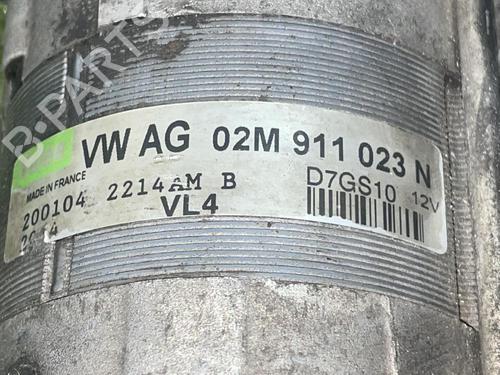 B-PARTS
VW AG 02M 911 023 N
MADE IN FRANCE
D7GS10 12V
200104 2214AM B
VL4